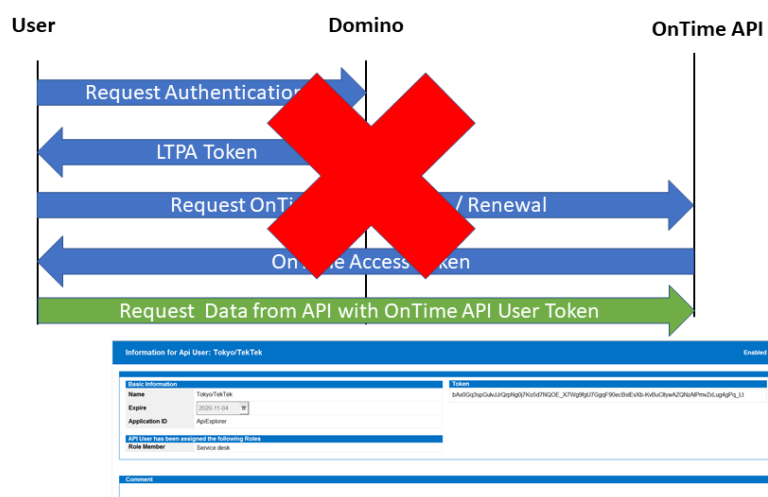 User
Domino
OnTime API
Request Authentication
LTPA Token
Request OnTi / Renewal
OnTime Access Token
Request Data from API with OnTime API User Token
Information for Api User: Tokyo/TekTek
Enabled
Basic Information
Token
Name Tokyo/TekTek
Expire 2020-11-04
Application ID ApiExplorer
API User has been assigned the following Roles
Role Member Service desk
Comment